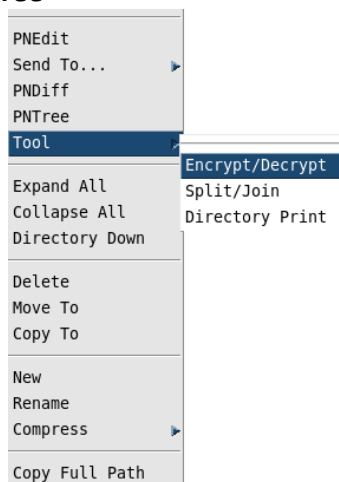 PNEdit
Send To...
PNDiff
PNTree
Tool
Encrypt/Decrypt
Split/Join
Directory Print
Expand All
Collapse All
Directory Down
Delete
Move To
Copy To
New
Rename
Compress
Copy Full Path